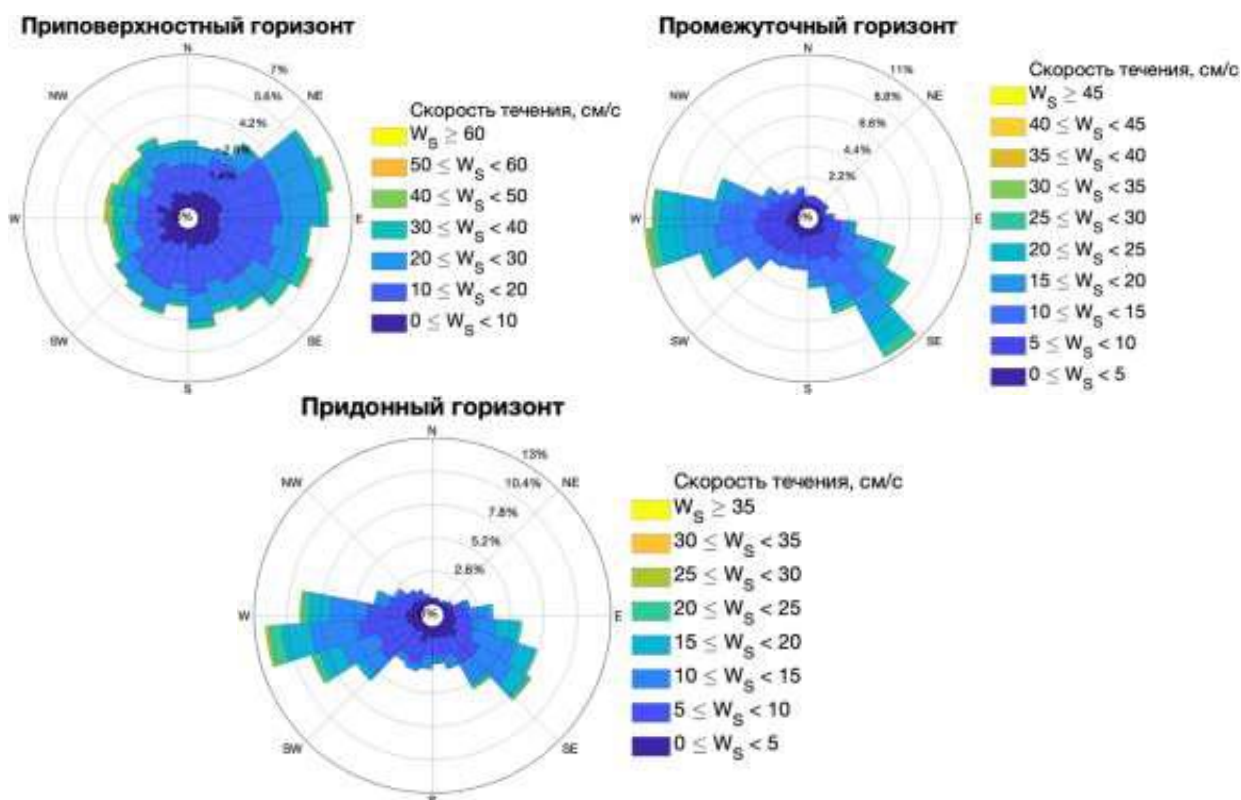 Приповерхностный горизонт
N
7%
5.6%
NE
4.2%
NW
W
E
SW
SE
S
%
Скорость течения, см/с
W_S ≥ 60
50 ≤ W_S < 60
40 ≤ W_S < 50
30 ≤ W_S < 40
20 ≤ W_S < 30
10 ≤ W_S < 20
0 ≤ W_S < 10
Промежуточный горизонт
N
11%
8.8%
NE
6.6%
4.4%
2.2%
NW
W
E
SW
SE
S
%
Скорость течения, см/с
W_S ≥ 45
40 ≤ W_S < 45
35 ≤ W_S < 40
30 ≤ W_S < 35
25 ≤ W_S < 30
20 ≤ W_S < 25
15 ≤ W_S < 20
10 ≤ W_S < 15
5 ≤ W_S < 10
0 ≤ W_S < 5
Придонный горизонт
N
13%
10.4%
NE
7.8%
5.2%
2.6%
NW
W
E
SW
SE
%
Скорость течения, см/с
W_S ≥ 35
30 ≤ W_S < 35
25 ≤ W_S < 30
20 ≤ W_S < 25
15 ≤ W_S < 20
10 ≤ W_S < 15
5 ≤ W_S < 10
0 ≤ W_S < 5